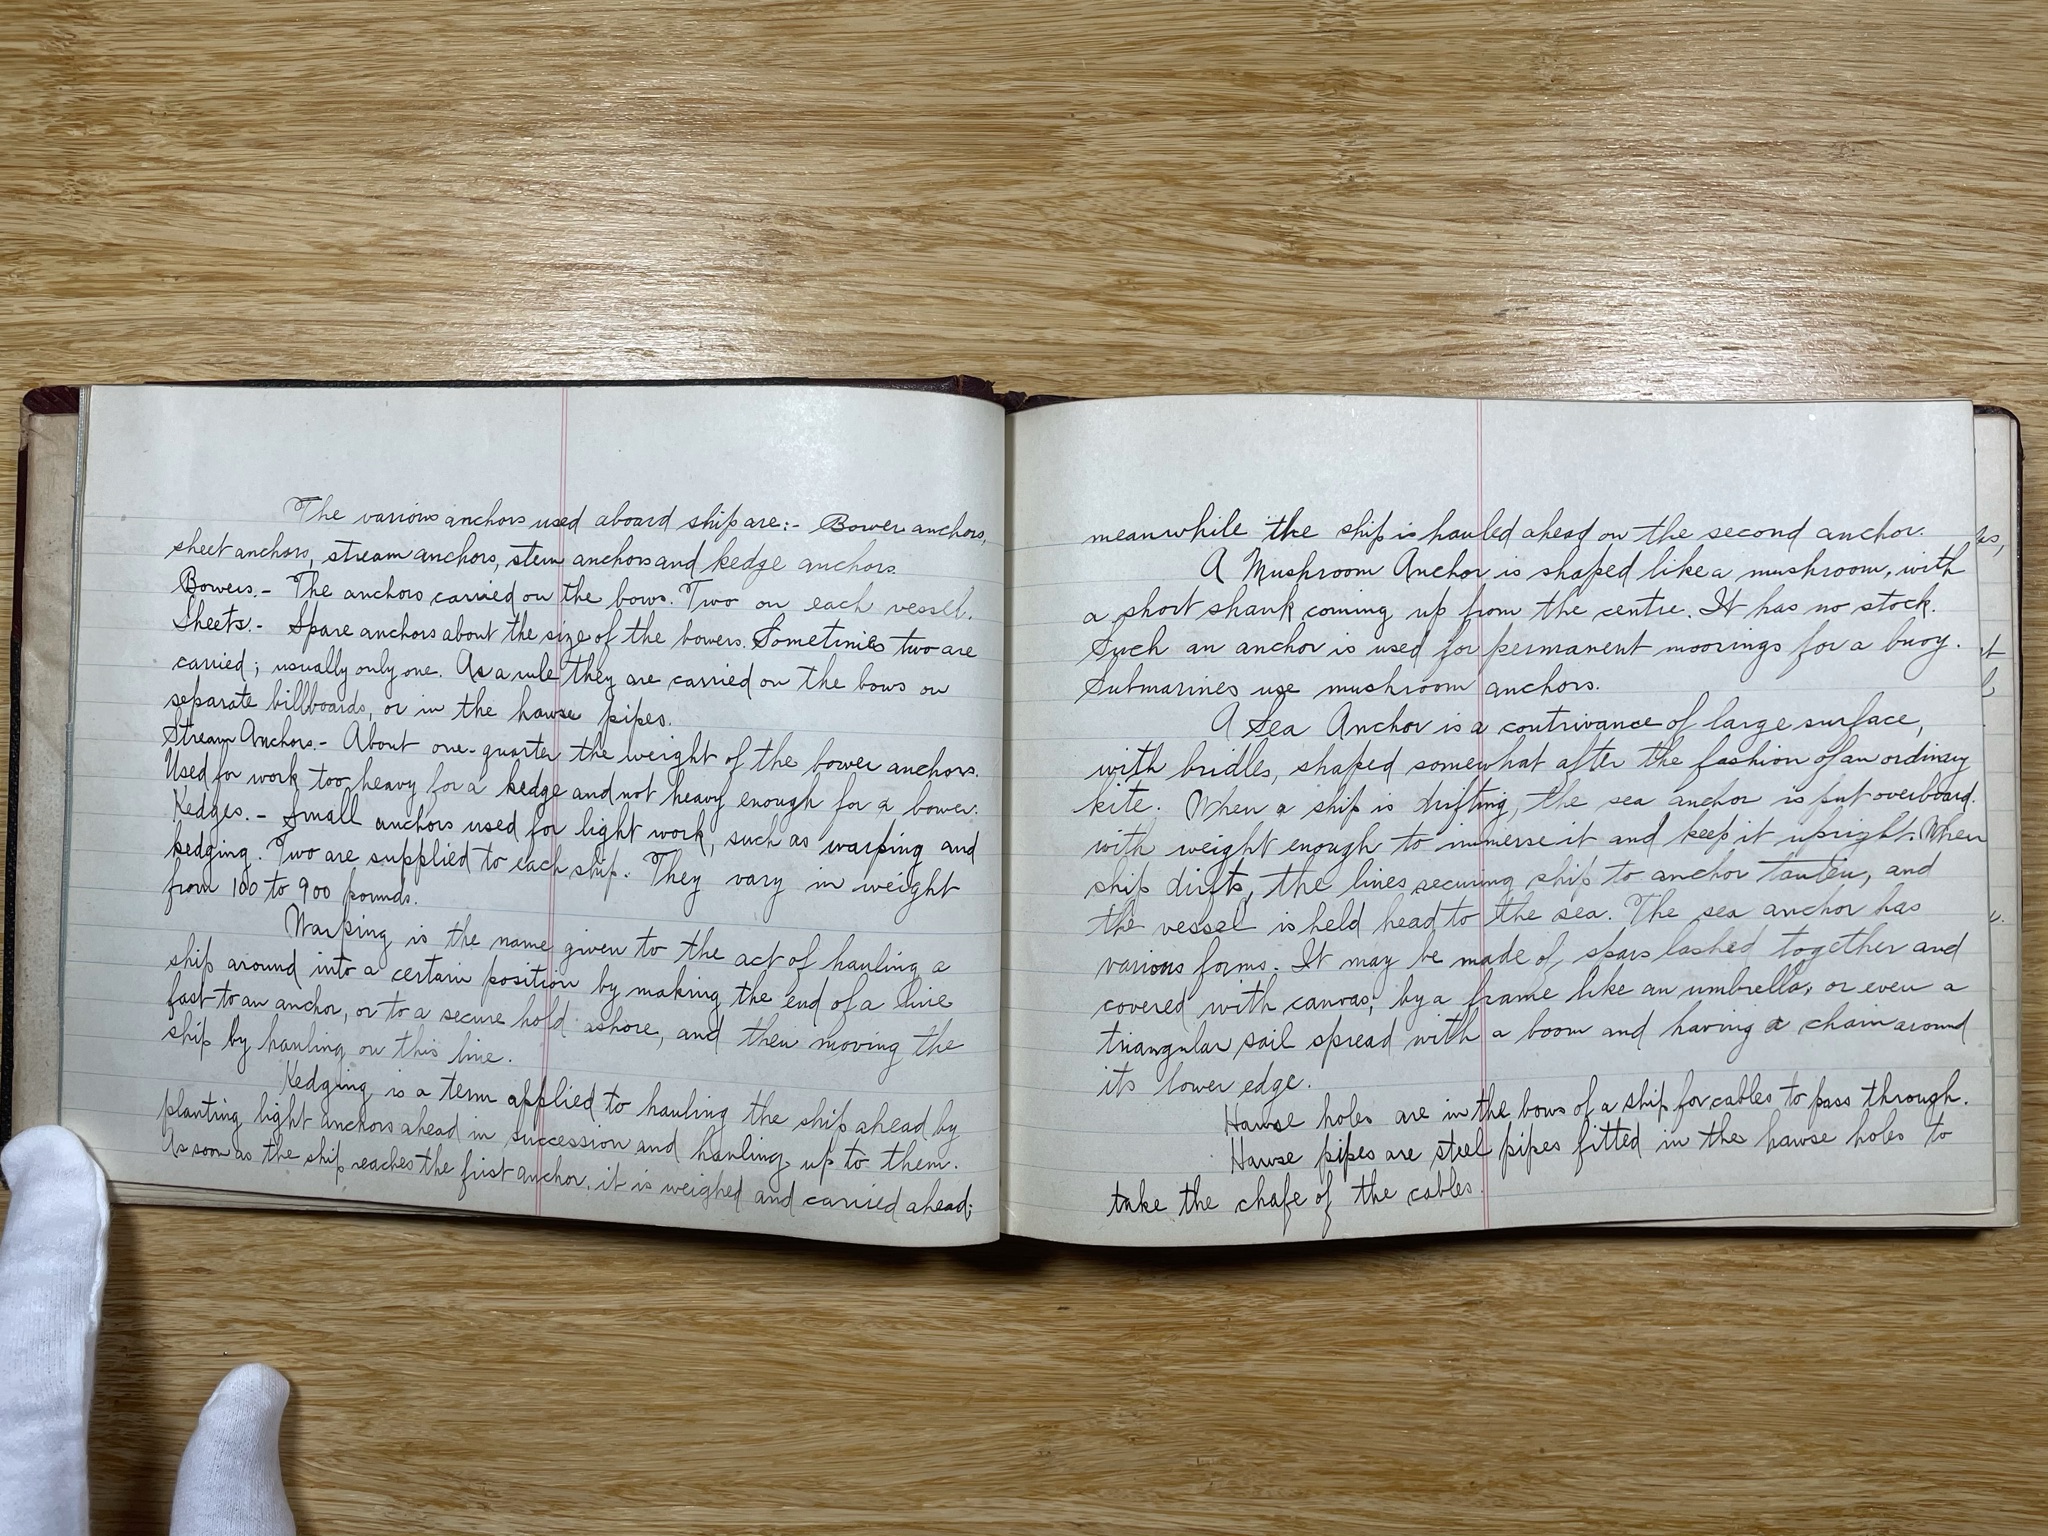 The various anchors used aboard ship are:- Bower anchors,
sheet anchors, stream anchors, stern anchors and kedge anchors.
Bowers.- The anchors carried on the bows. Two on each vessel.
Sheets.- Spare anchors about the size of the bowers. Sometimes two are
carried; usually only one. As a rule they are carried on the bows on
separate billboards, or in the hawse pipes.
Stream Anchors.- About one-quarter the weight of the bower anchors.
Used for work too heavy for a kedge and not heavy enough for a bower.
Kedges.- Small anchors used for light work, such as warping and
kedging. Two are supplied to each ship. They vary in weight
from 100 to 900 pounds.
Warping is the name given to the act of hauling a
ship around into a certain position by making the end of a line
fast to an anchor, or to a secure hold ashore, and then moving the
ship by hauling on this line.
Kedging is a term applied to hauling the ship ahead by
planting light anchors ahead in succession and hauling up to them.
As soon as the ship reaches the first anchor, it is weighed and carried ahead;
meanwhile the ship is hauled ahead on the second anchor.
A Mushroom Anchor is shaped like a mushroom, with
a short shank coming up from the centre. It has no stock.
Such an anchor is used for permanent moorings for a buoy.
Submarines use mushroom anchors.
A Sea Anchor is a contrivance of large surface,
with bridles, shaped somewhat after the fashion of an ordinary
kite. When a ship is drifting, the sea anchor is put overboard.
with weight enough to immerse it and keep it upright. When
ship drifts, the lines securing ship to anchor tauten, and
the vessel is held head to the sea. The sea anchor has
various forms. It may be made of spars lashed together and
covered with canvas, by a frame like an umbrella, or even a
triangular sail spread with a boom and having a chain around
its lower edge.
Hawse holes are in the bows of a ship for cables to pass through.
Hawse pipes are steel pipes fitted in the hawse holes to
take the chafe of the cables.